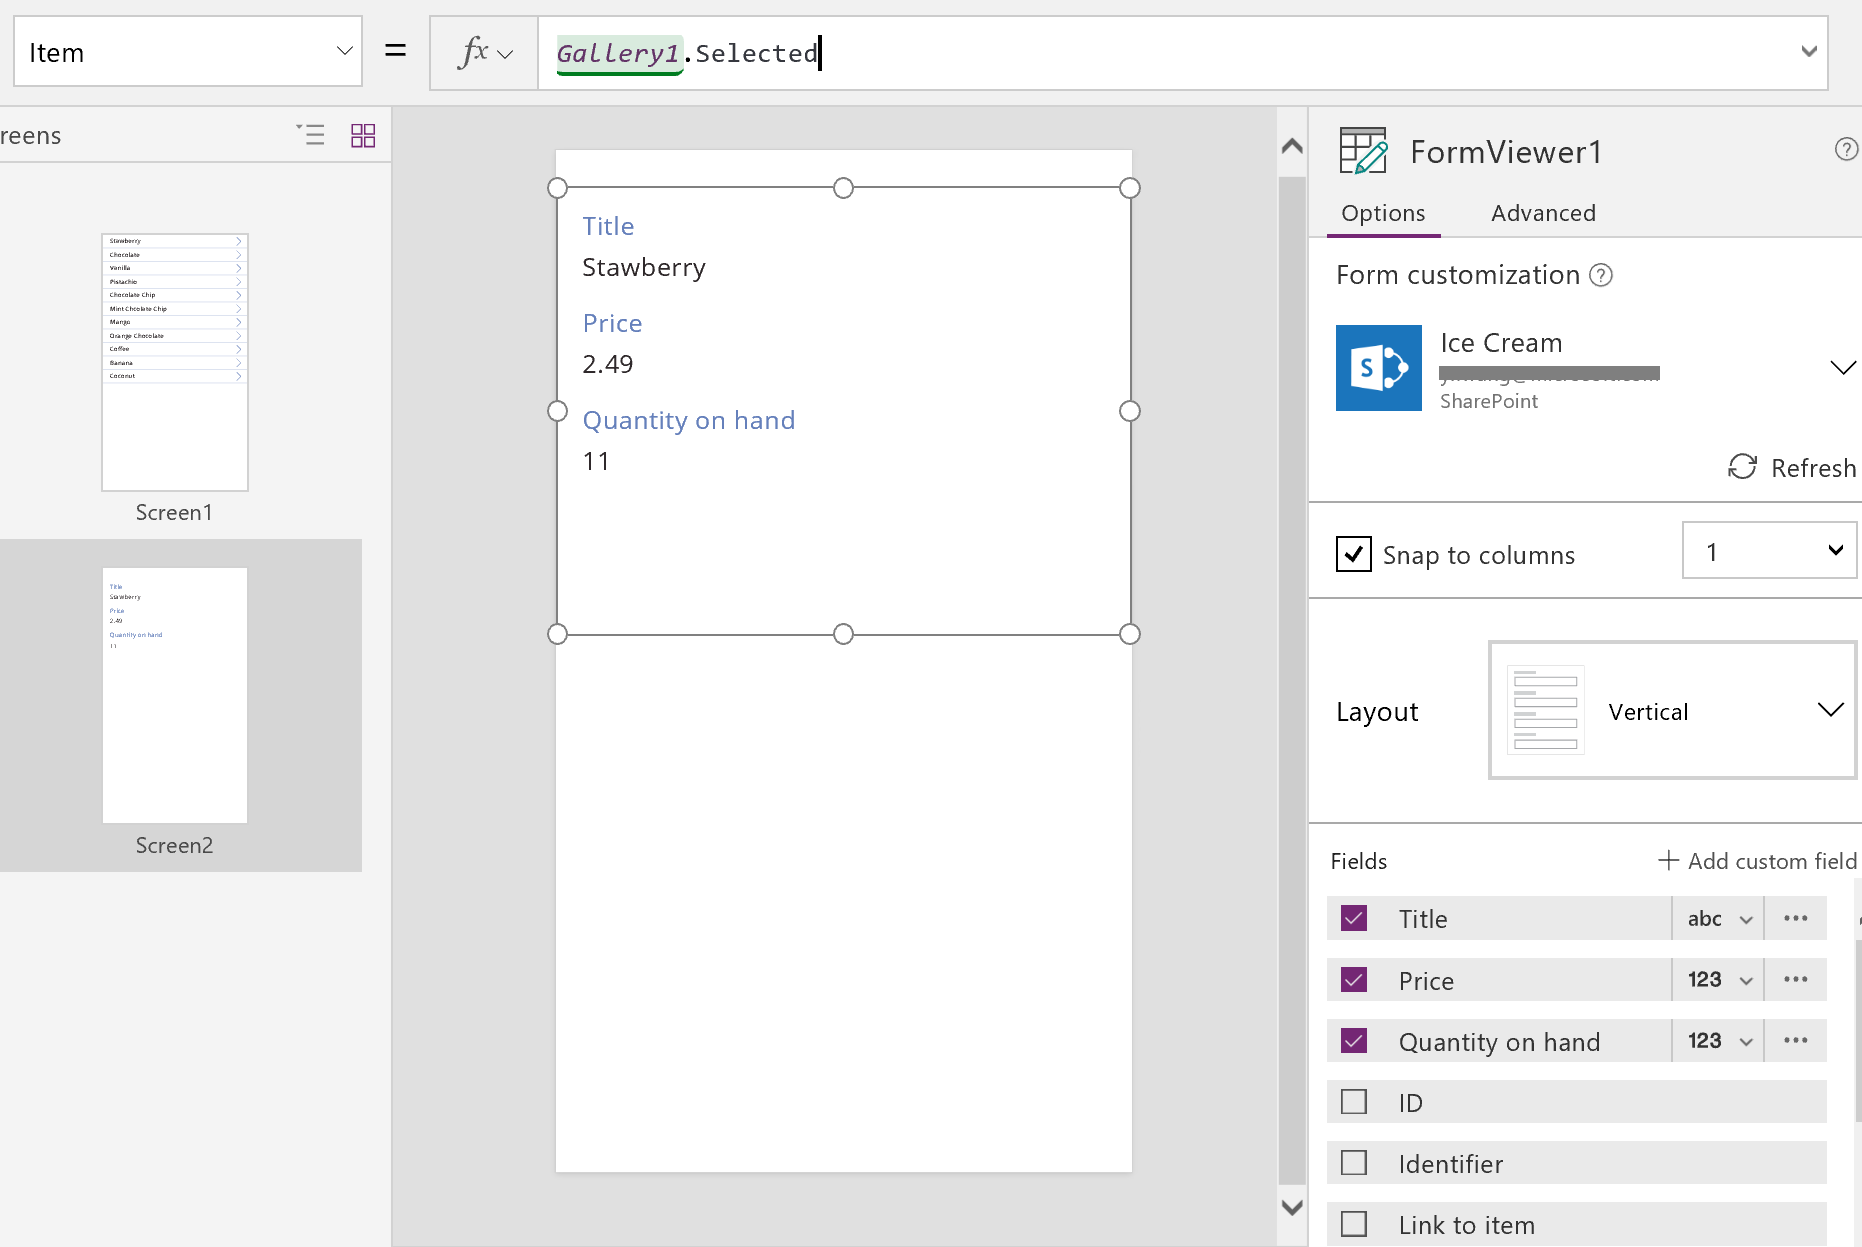 Item
=
fx
Gallery1.Selected
reens
Stawberry
Chocolate
Vanilla
Pistachio
Chocolate Chip
Mint Chcolate Chip
Mango
Orange Chocolate
Coffee
Banana
Coconut
Screen1
Title
Stawberry
Price
2.49
Quantity on hand
11
Screen2
Title
Stawberry
Price
2.49
Quantity on hand
11
FormViewer1
?
Options Advanced
Form customization ?
S
Ice Cream
SharePoint
Refresh
Snap to columns 1
Layout Vertical
Fields + Add custom field
Title abc ...
Price 123 ...
Quantity on hand 123 ...
ID
Identifier
Link to item